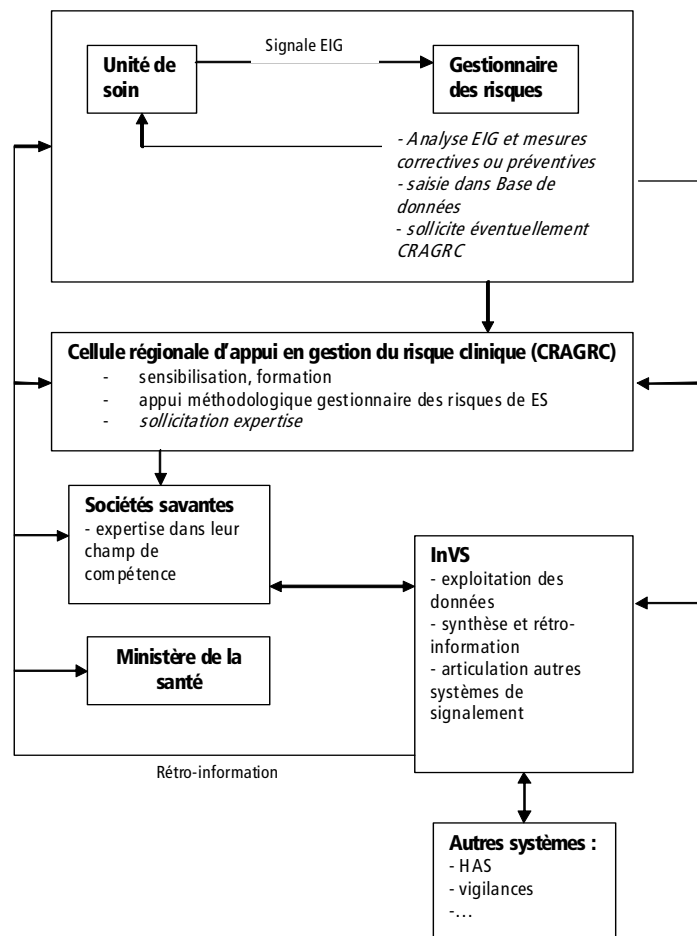 Signale EIG
Unité de
soin
Gestionnaire
des risques
- Analyse EIG et mesures
correctives ou préventives
- saisie dans Base de
données
- sollicite éventuellement
CRAGRC
Cellule régionale d'appui en gestion du risque clinique (CRAGRC)
- sensibilisation, formation
- appui méthodologique gestionnaire des risques de ES
- sollicitation expertise
Sociétés savantes
- expertise dans leur
champ de
compétence
InVS
- exploitation des
données
- synthèse et rétro-
information
- articulation autres
systèmes de
signalement
Ministère de la
santé
Rétro-information
Autres systèmes :
- HAS
- vigilances
-...